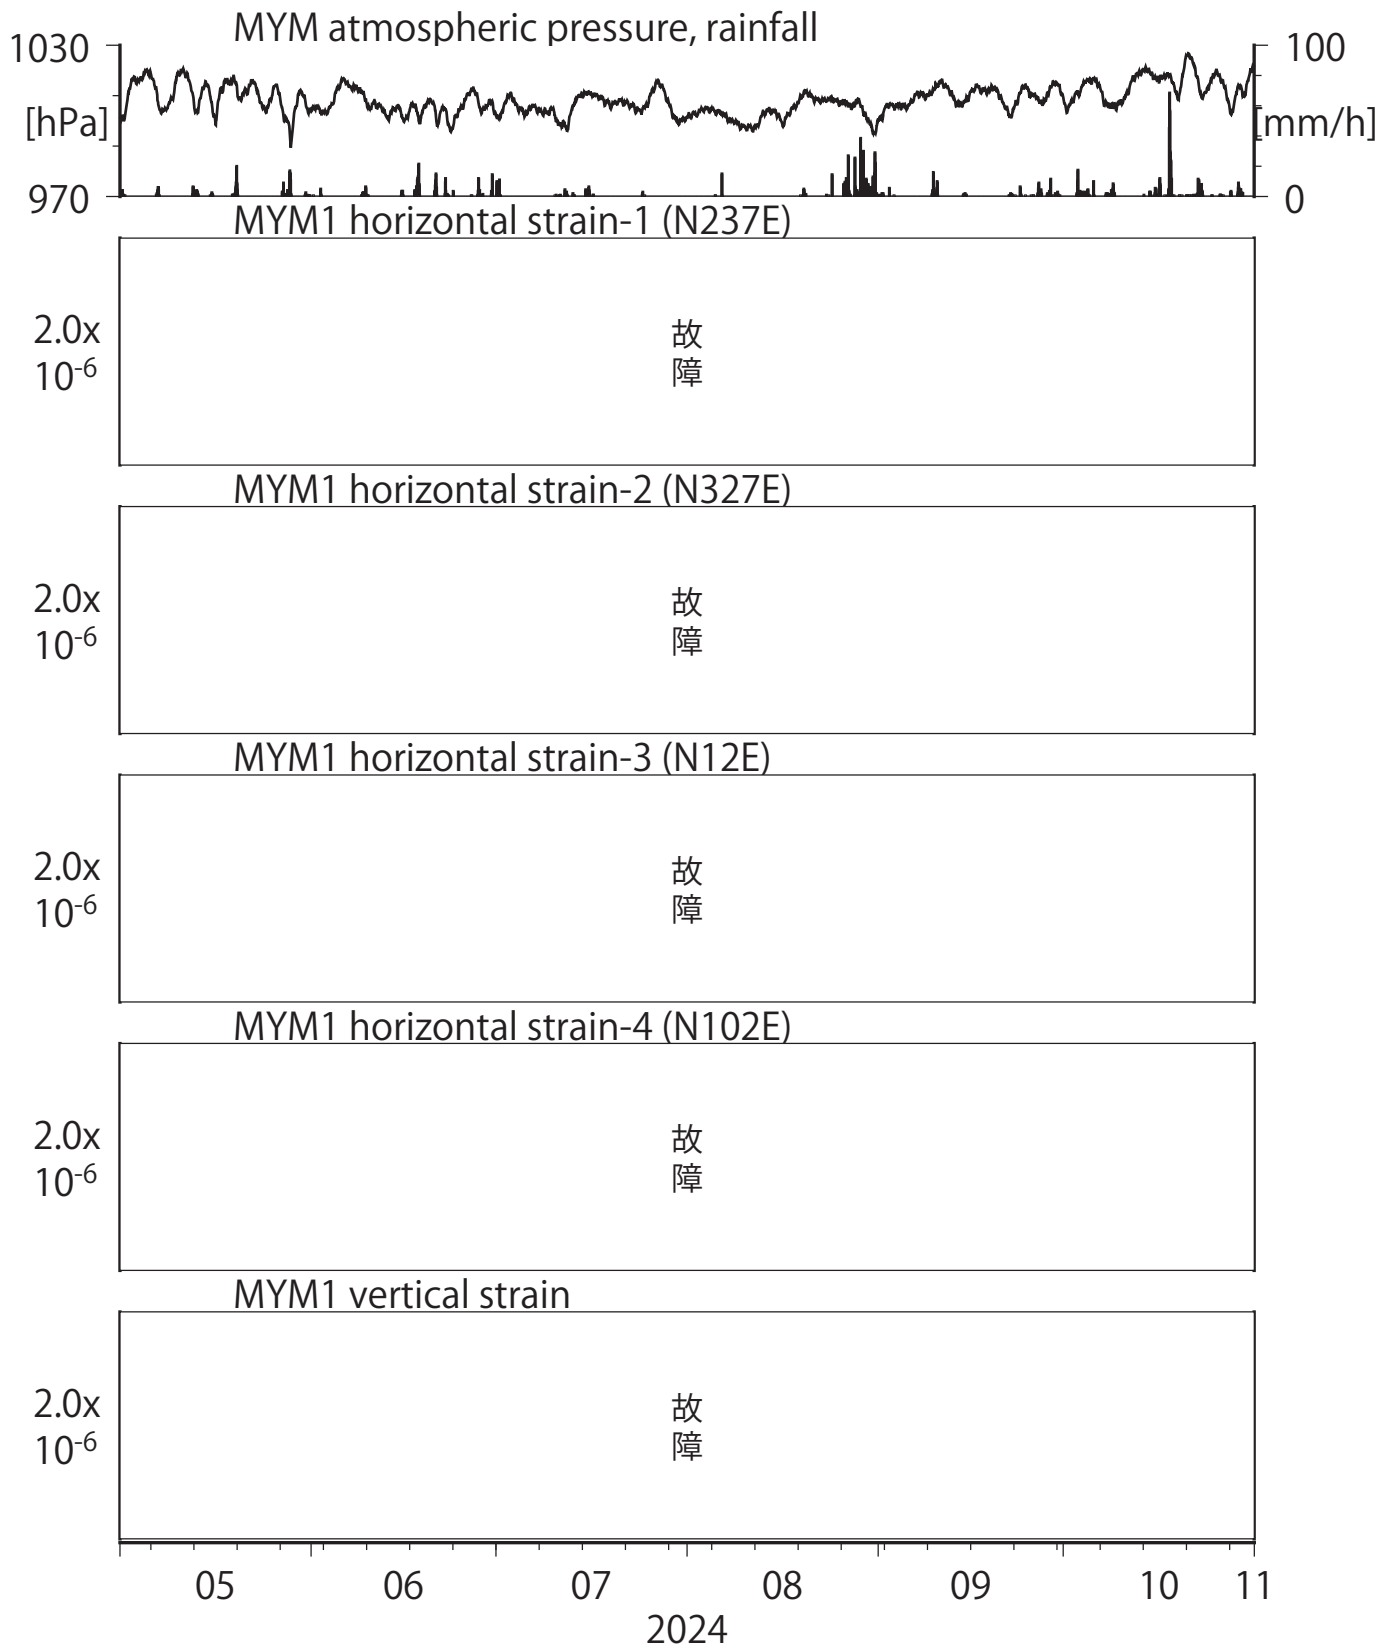 MYM atmospheric pressure, rainfall
1030
100
[hPa]
[mm/h]
970
0
MYM1 horizontal strain-1 (N237E)
2.0x
10-6
故
障
MYM1 horizontal strain-2 (N327E)
2.0x
10-6
故
障
MYM1 horizontal strain-3 (N12E)
2.0x
10-6
故
障
MYM1 horizontal strain-4 (N102E)
2.0x
10-6
故
障
MYM1 vertical strain
2.0x
10-6
故
障
05 06 07 08 09 10 11
2024